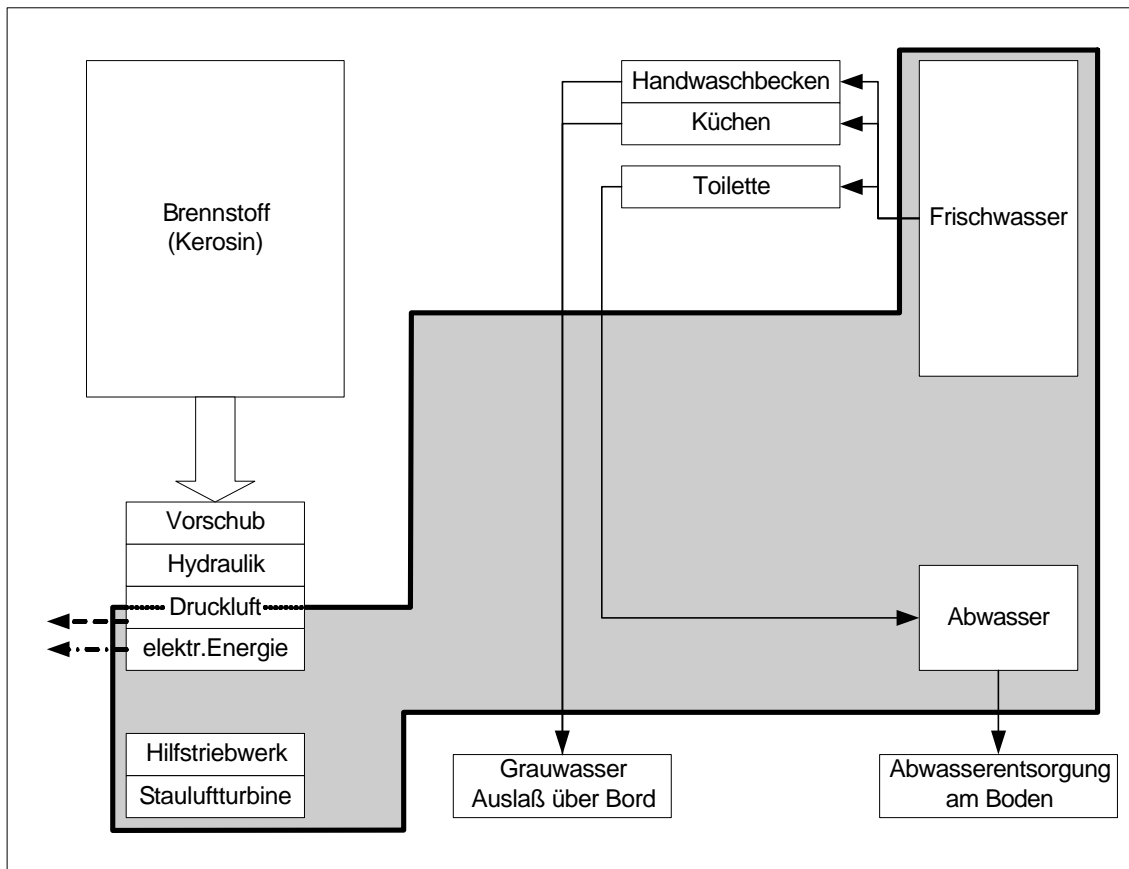 Handwaschbecken
Küchen
Toilette
Brennstoff
(Kerosin)
Frischwasser
Vorschub
Hydraulik
Druckluft
elektr.Energie
Abwasser
Hilfstriebwerk
Stauluftturbine
Grauwasser
Auslaß über Bord
Abwasserentsorgung
am Boden